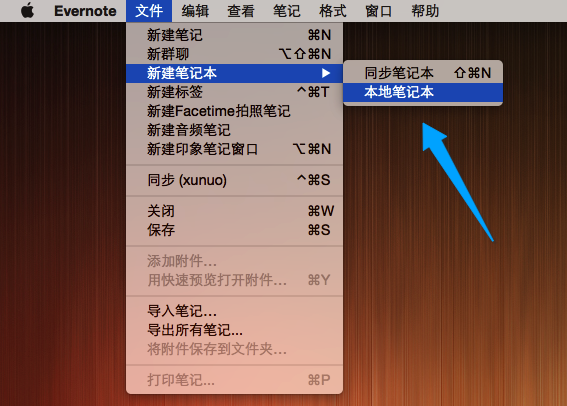 Evernote 文件 编辑 查看 笔记 格式 窗口 帮助
新建笔记 ⌘N
新群聊 ⌥⇧⌘N
新建笔记本 ▶
同步笔记本 ⇧⌘N
本地笔记本
新建标签 ^⌘T
新建Facetime拍照笔记
新建音频笔记
新建印象笔记窗口 ⌥⌘N
同步 (xunuo) ^⌘S
关闭 ⌘W
保存 ⌘S
添加附件...
用快速预览打开附件... ⌘Y
导入笔记...
导出所有笔记...
将附件保存到文件夹...
打印笔记... ⌘P